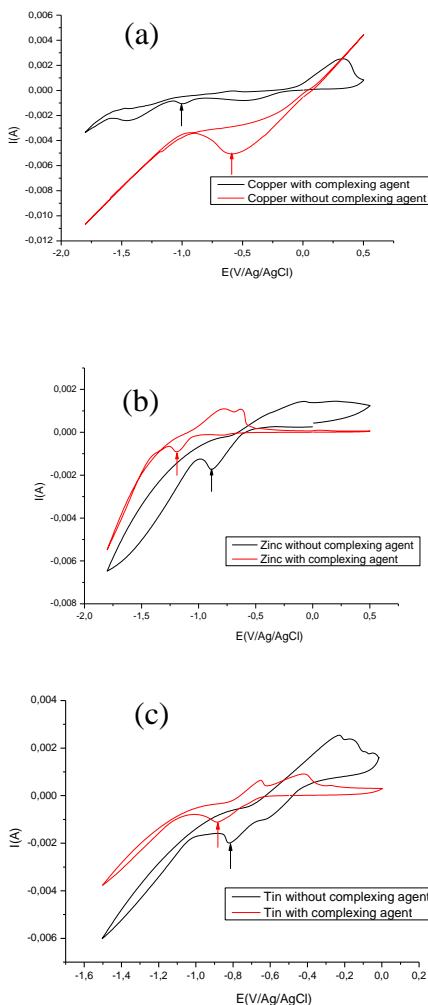 (a)
0,006
0,004
0,002
0,000
-0,002
-0,004
-0,006
-0,008
-0,010
-0,012
I(A)
Copper with complexing agent
Copper without complexing agent
-2,0 -1,5 -1,0 -0,5 0,0 0,5
E(V/Ag/AgCl)
(b)
0,002
0,000
-0,002
-0,004
-0,006
-0,008
I(A)
Zinc without complexing agent
Zinc with complexing agent
-2,0 -1,5 -1,0 -0,5 0,0 0,5
E(V/Ag/AgCl)
(c)
0,004
0,002
0,000
-0,002
-0,004
-0,006
I(A)
Tin without complexing agent
Tin with complexing agent
-1,6 -1,4 -1,2 -1,0 -0,8 -0,6 -0,4 -0,2 0,0 0,2
E(V/Ag/AgCl)